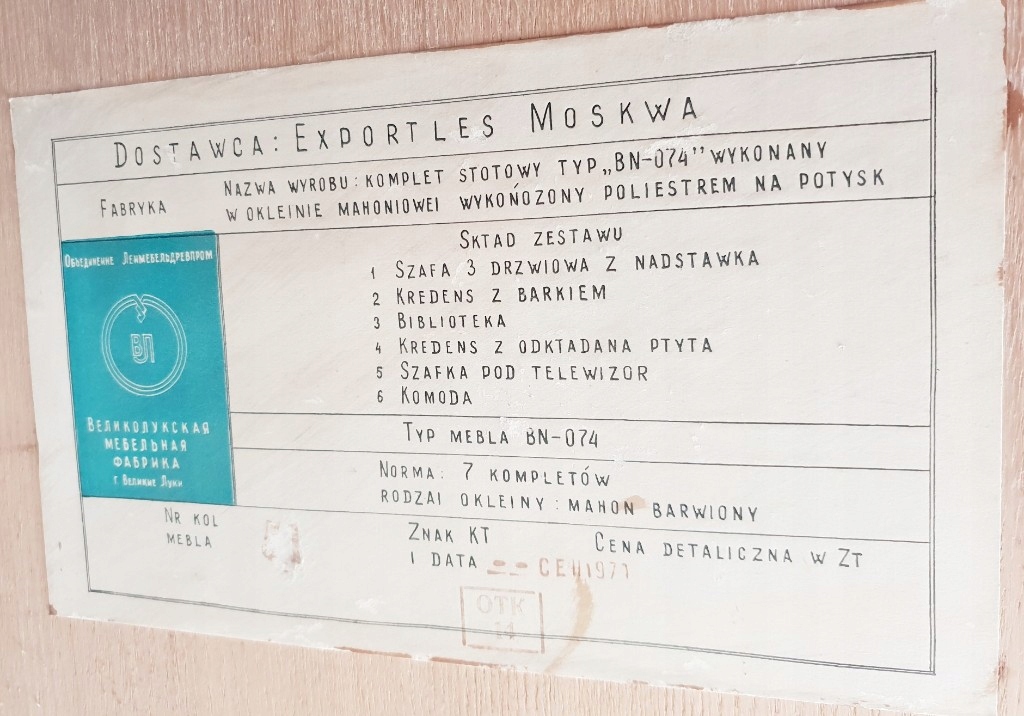 DOSTAWCA: EXPORTLES MOSKWA
FABRYKA
NAZWA WYROBU: KOMPLET STOTOWY TYP „BN-074" WYKONANY
W OKLEINIE MAHONIOWEI WYKOŃOZONY POLIESTREM NA POTYSK
Объединение Ленмебельдревпром
ВЛ
ВЕЛИКОЛУКСКАЯ
МЕБЕЛЬНАЯ
ФАБРИКА
г. Великие Луки
SKTAD ZESTAWU
1 SZAFA 3 DRZWIOWA Z NADSTAWKA
2 KREDENS Z BARKIEM
3 BIBLIOTEKA
4 KREDENS Z ODKTADANA PTYTA
5 SZAFKA POD TELEWIZOR
6 KOMODA
TYP MEBLA BN-074
NORMA: 7 KOMPLETÓW
RODZAI OKLEINY: MAHON BARWIONY
NR KOL
MEBLA
ZNAK KT
I DATA
СЕН 1971
CENA DETALICZNA W ZT
ОТК
14